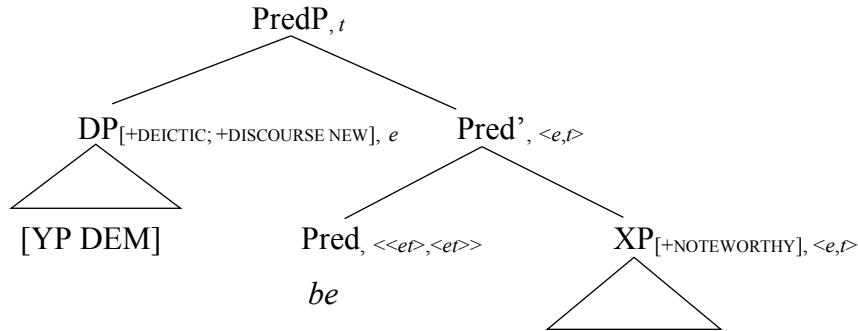 PredP, t
DP[+DEICTIC; +DISCOURSE NEW], e
Pred’, <e,t>
[YP DEM]
Pred, <<et>,<et>>
XP[+NOTEWORTHY], <e,t>
be